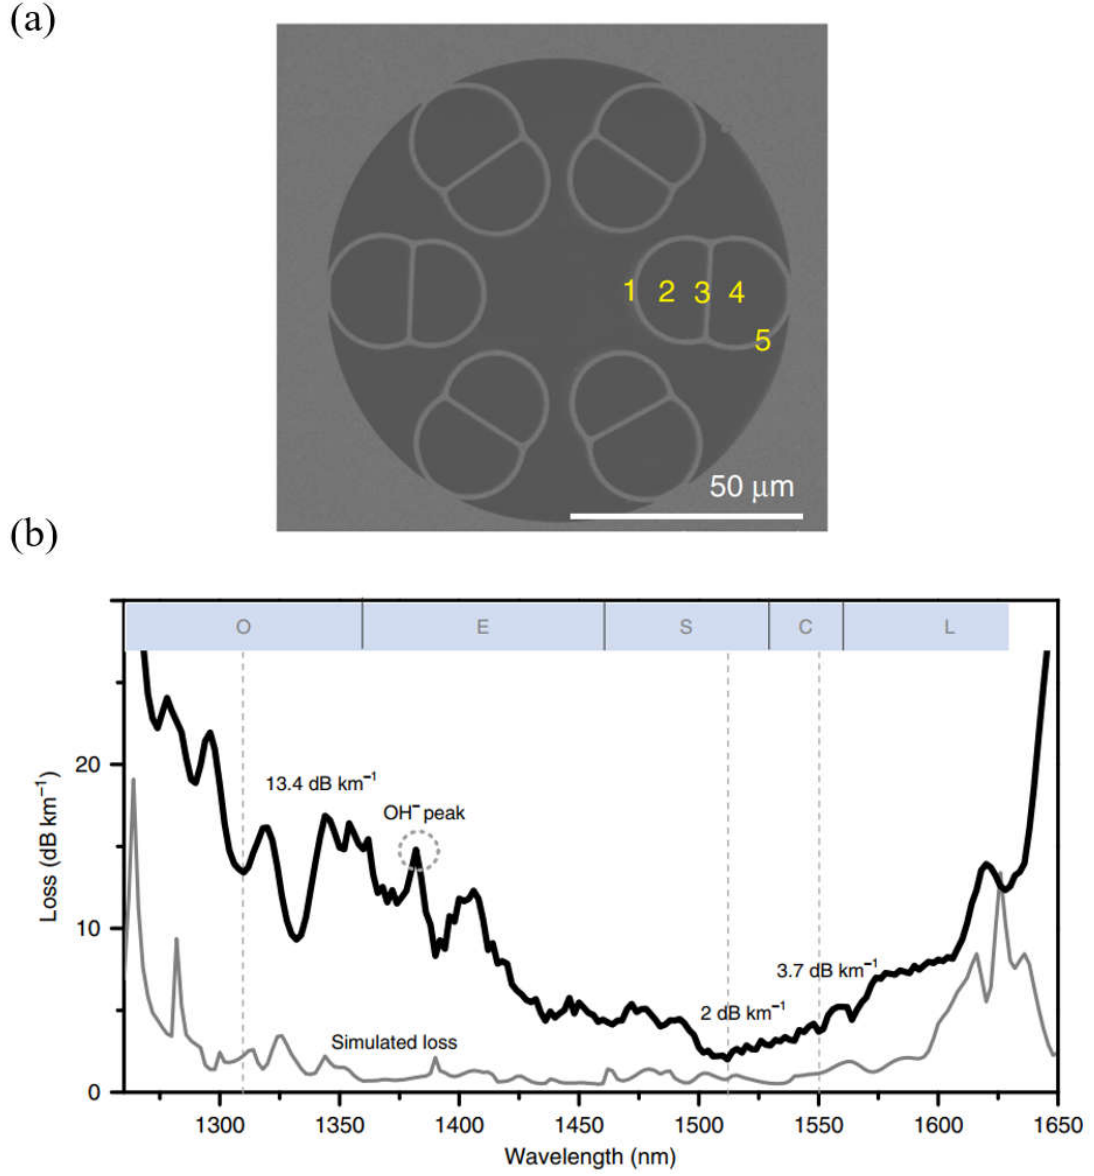 (a)
1 2 3 4
5
50 µm
(b)
O E S C L
20
10
0
Loss (dB km⁻¹)
13.4 dB km⁻¹
OH⁻ peak
3.7 dB km⁻¹
2 dB km⁻¹
Simulated loss
1300 1350 1400 1450 1500 1550 1600 1650
Wavelength (nm)